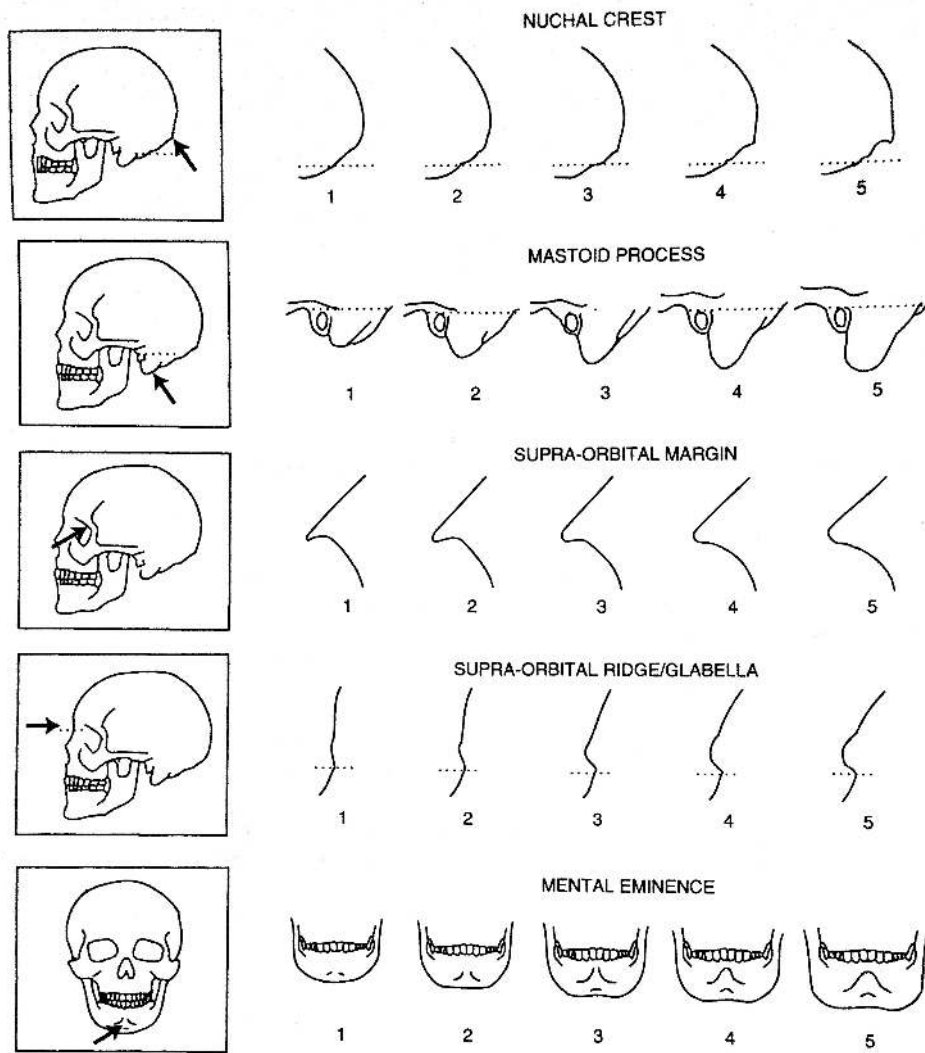 NUCHAL CREST
1 2 3 4 5
MASTOID PROCESS
1 2 3 4 5
SUPRA-ORBITAL MARGIN
1 2 3 4 5
SUPRA-ORBITAL RIDGE/GLABELLA
1 2 3 4 5
MENTAL EMINENCE
1 2 3 4 5